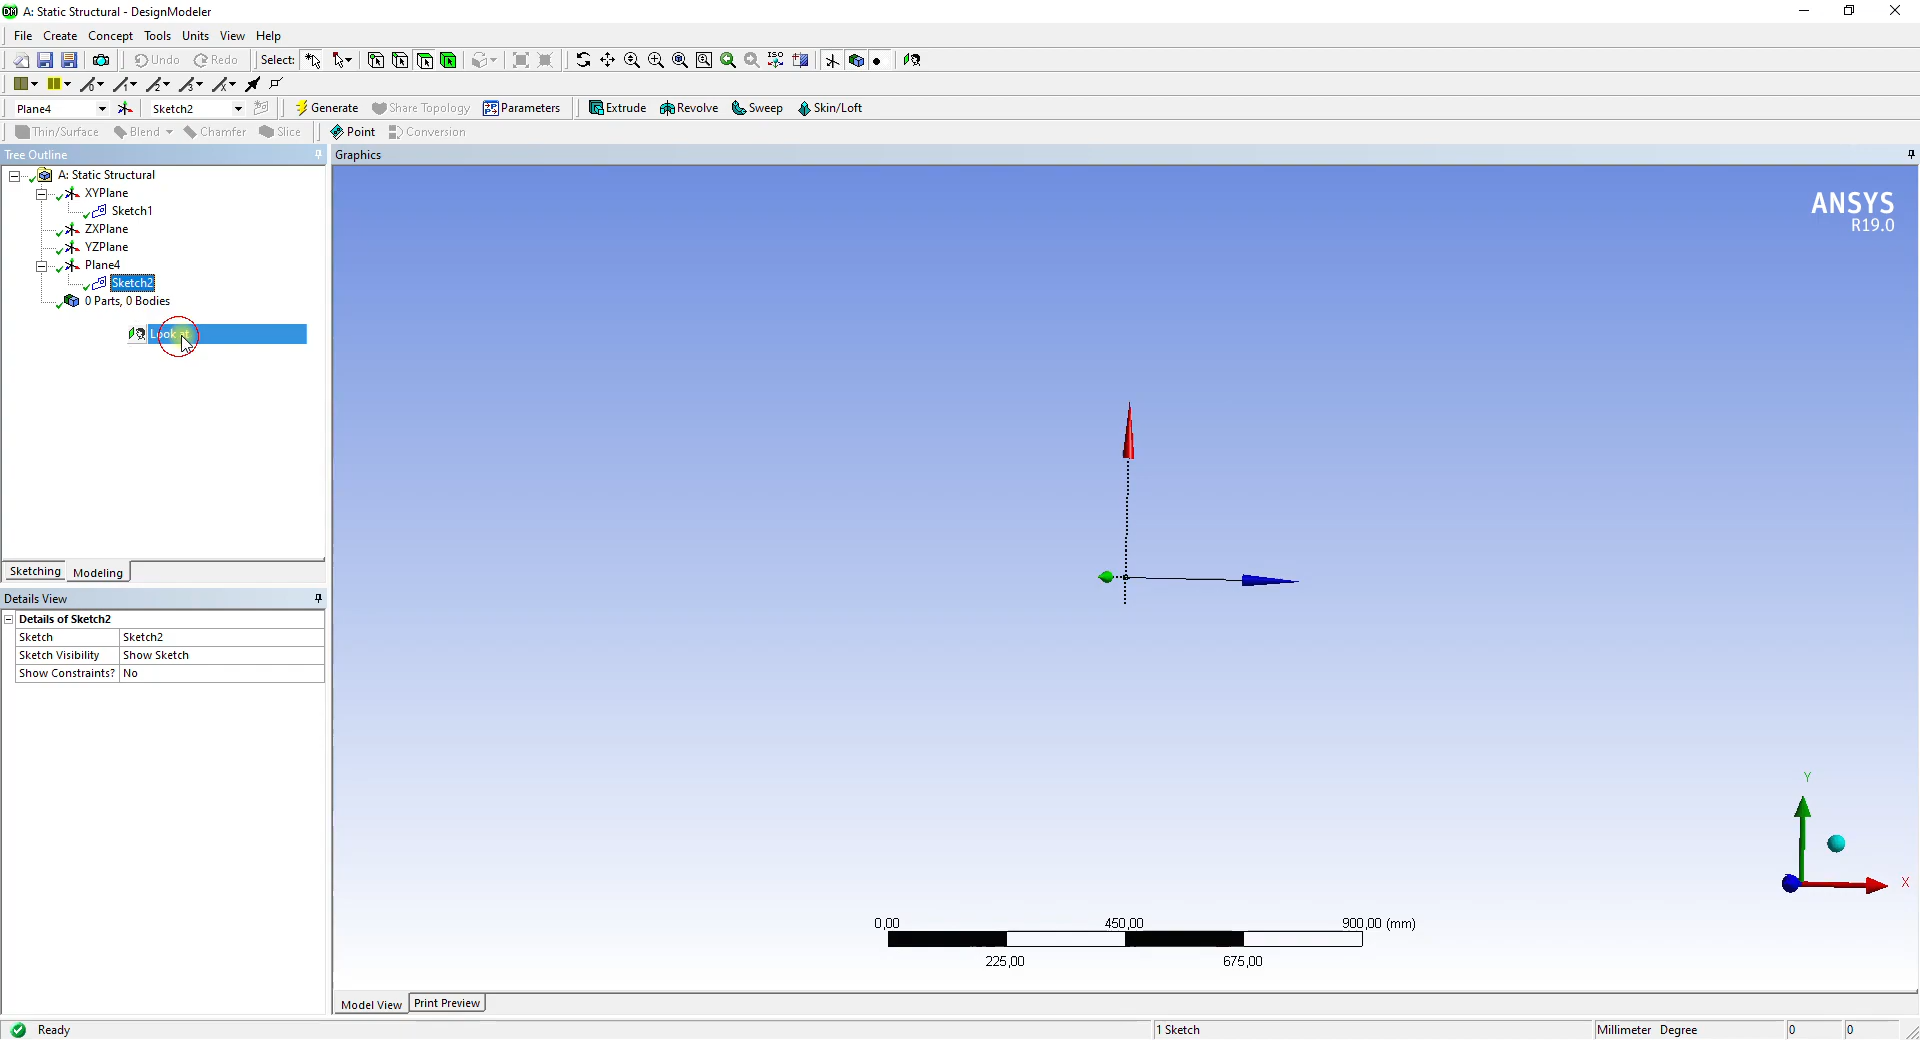 A: Static Structural - DesignModeler
File Create Concept Tools Units View Help
Undo Redo Select: ISO
Plane4 Sketch2 Generate Share Topology Parameters Extrude Revolve Sweep Skin/Loft
Thin/Surface Blend Chamfer Slice Point Conversion
Tree Outline
Graphics
A: Static Structural
XYPlane
Sketch1
ZXPlane
YZPlane
Plane4
Sketch2
0 Parts, 0 Bodies
Look at
Sketching Modeling
Details View
Details of Sketch2
Sketch Sketch2
Sketch Visibility Show Sketch
Show Constraints? No
ANSYS
R19.0
Y
X
0,00 450,00 900,00 (mm)
225,00 675,00
Model View Print Preview
Ready 1 Sketch Millimeter Degree 0 0